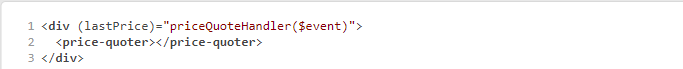 1 <div (lastPrice)="priceQuoteHandler($event)">
2   <price-quoter></price-quoter>
3 </div>